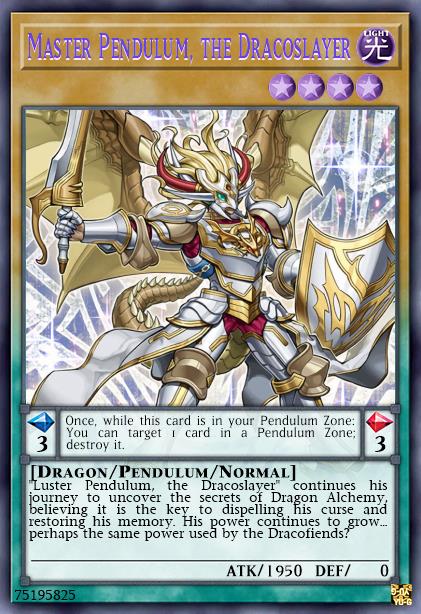 MASTER PENDULUM, THE DRACOSLAYER
LIGHT
光
Once, while this card is in your Pendulum Zone:
You can target 1 card in a Pendulum Zone;
destroy it.
3
3
[DRAGON/PENDULUM/NORMAL]
"Luster Pendulum, the Dracoslayer" continues his
journey to uncover the secrets of Dragon Alchemy,
believing it is the key to dispelling his curse and
restoring his memory. His power continues to grow...
perhaps the same power used by the Dracofiends?
ATK/1950 DEF/ 0
75195825